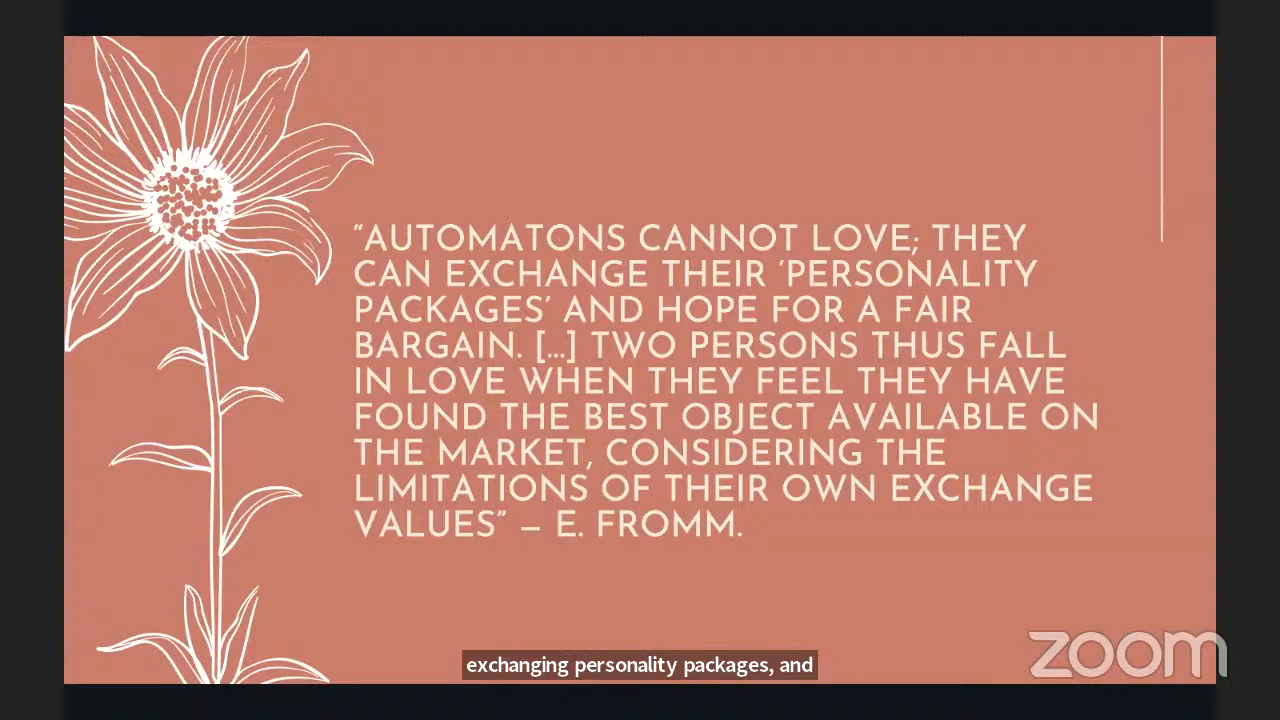 “AUTOMATONS CANNOT LOVE; THEY
CAN EXCHANGE THEIR ‘PERSONALITY
PACKAGES’ AND HOPE FOR A FAIR
BARGAIN. [...] TWO PERSONS THUS FALL
IN LOVE WHEN THEY FEEL THEY HAVE
FOUND THE BEST OBJECT AVAILABLE ON
THE MARKET, CONSIDERING THE
LIMITATIONS OF THEIR OWN EXCHANGE
VALUES” – E. FROMM.
exchanging personality packages, and
zoom